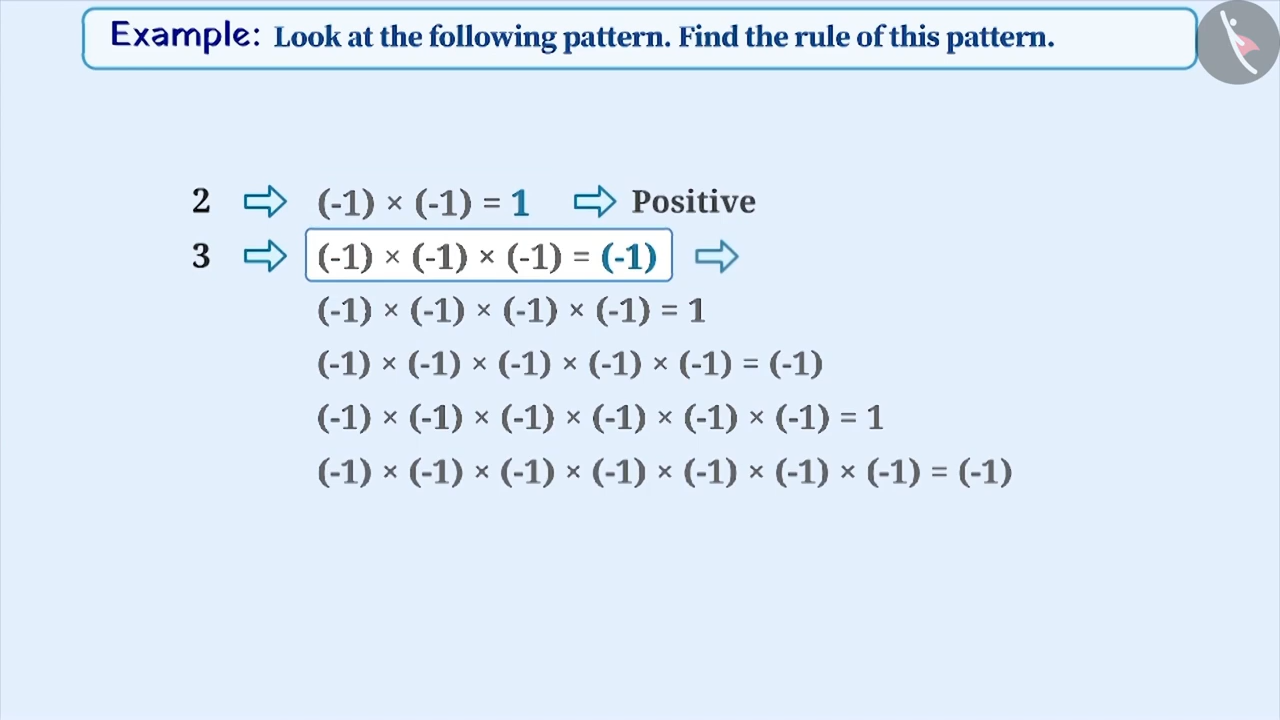 Example: Look at the following pattern. Find the rule of this pattern.
2 ⇨ (-1) × (-1) = 1 ⇨ Positive
3 ⇨ (-1) × (-1) × (-1) = (-1) ⇨
(-1) × (-1) × (-1) × (-1) = 1
(-1) × (-1) × (-1) × (-1) × (-1) = (-1)
(-1) × (-1) × (-1) × (-1) × (-1) × (-1) = 1
(-1) × (-1) × (-1) × (-1) × (-1) × (-1) × (-1) = (-1)